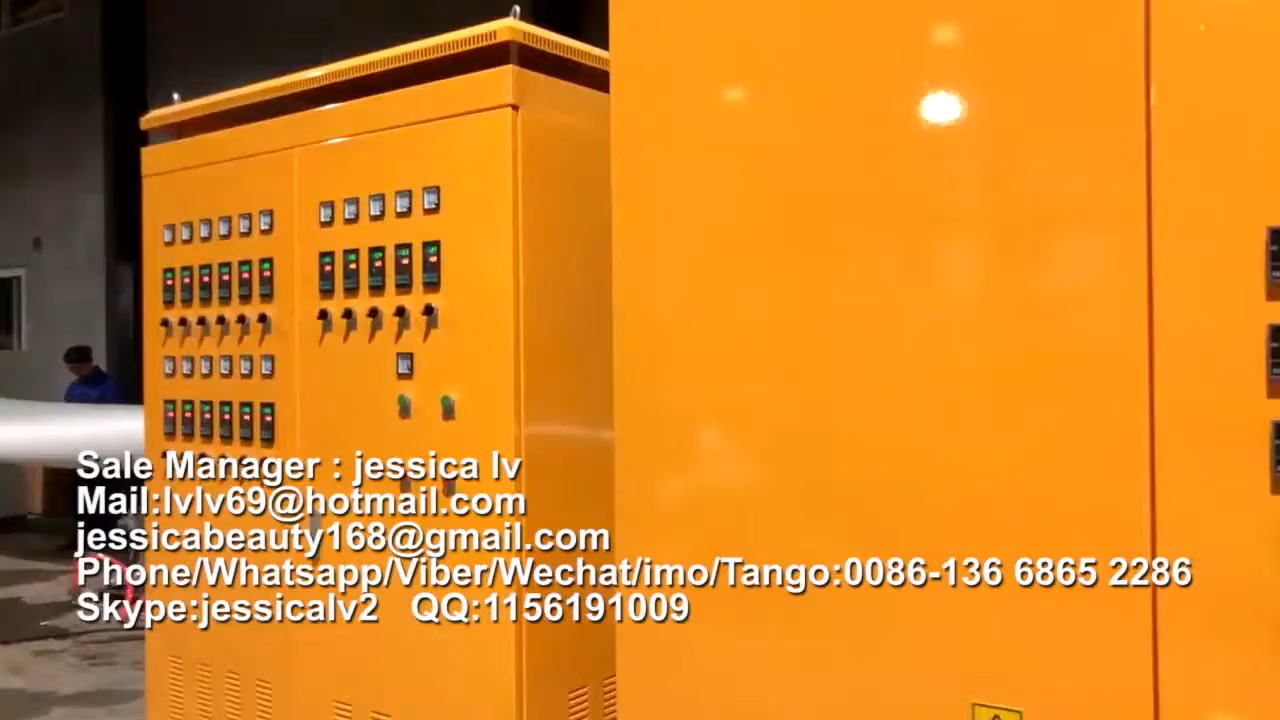 Sale Manager : jessica lv
Mail:lvlv69@hotmail.com
jessicabeauty168@gmail.com
Phone/Whatsapp/Viber/Wechat/imo/Tango:0086-136 6865 2286
Skype:jessicalv2 QQ:1156191009